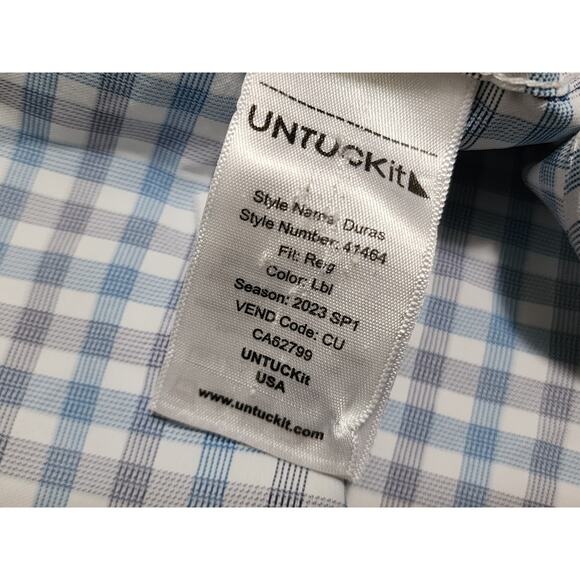 UNTUCKit
Style Name: Duras
Style Number: 41464
Fit: Reg
Color: Lbl
Season: 2023 SP1
VEND Code: CU
CA52799
UNTUCKit
USA
www.untuckit.com